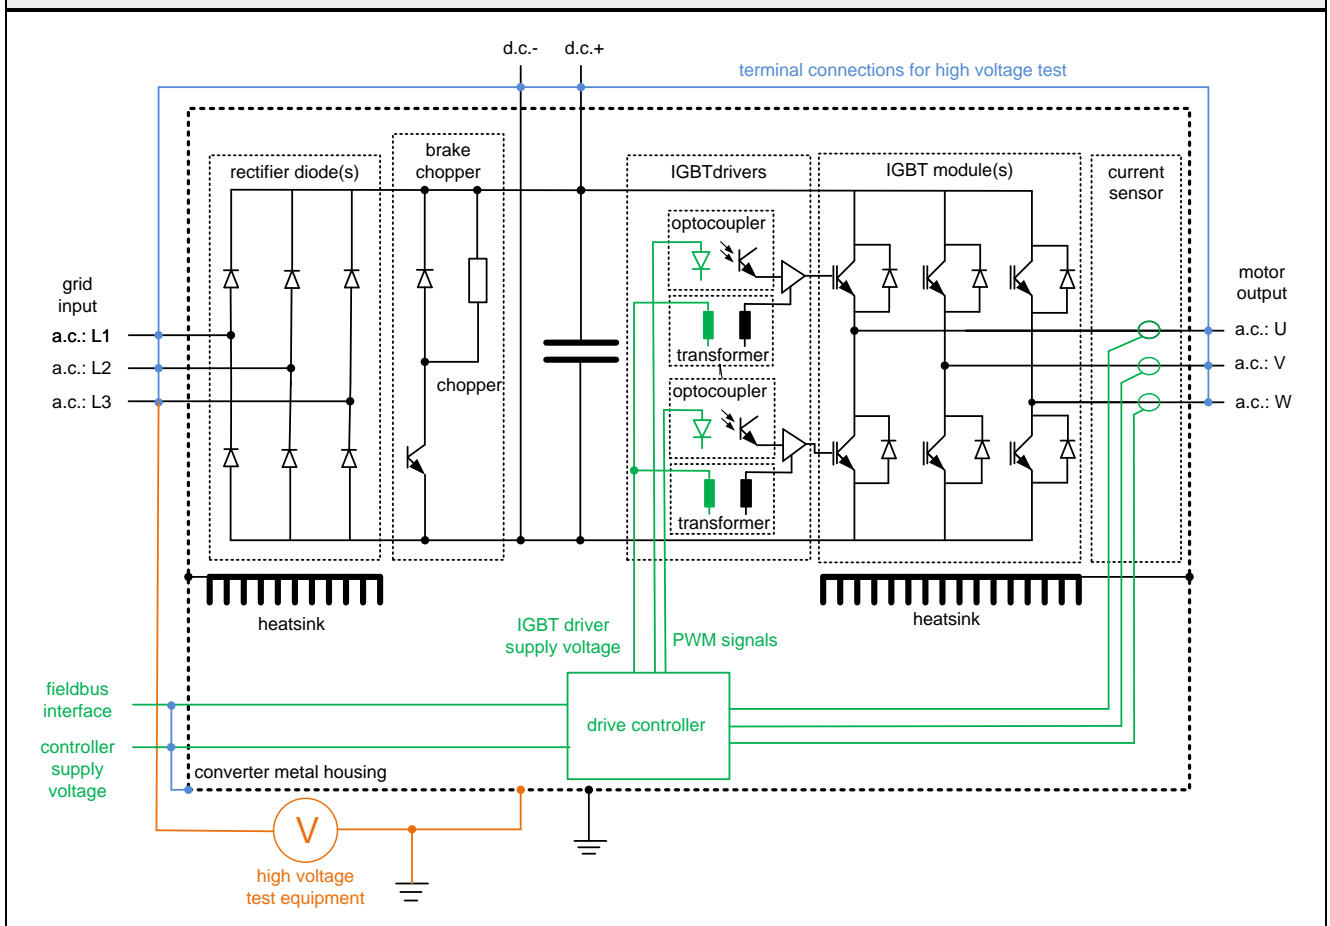 d.c.-
d.c.+
terminal connections for high voltage test
rectifier diode(s)
brake
chopper
IGBTdrivers
IGBT module(s)
current
sensor
optocoupler
grid
input
a.c.: L1
a.c.: L2
a.c.: L3
motor
output
a.c.: U
a.c.: V
a.c.: W
transformer
chopper
optocoupler
transformer
heatsink
heatsink
IGBT driver
supply voltage
PWM signals
fieldbus
interface
drive controller
controller
supply
voltage
converter metal housing
V
high voltage
test equipment